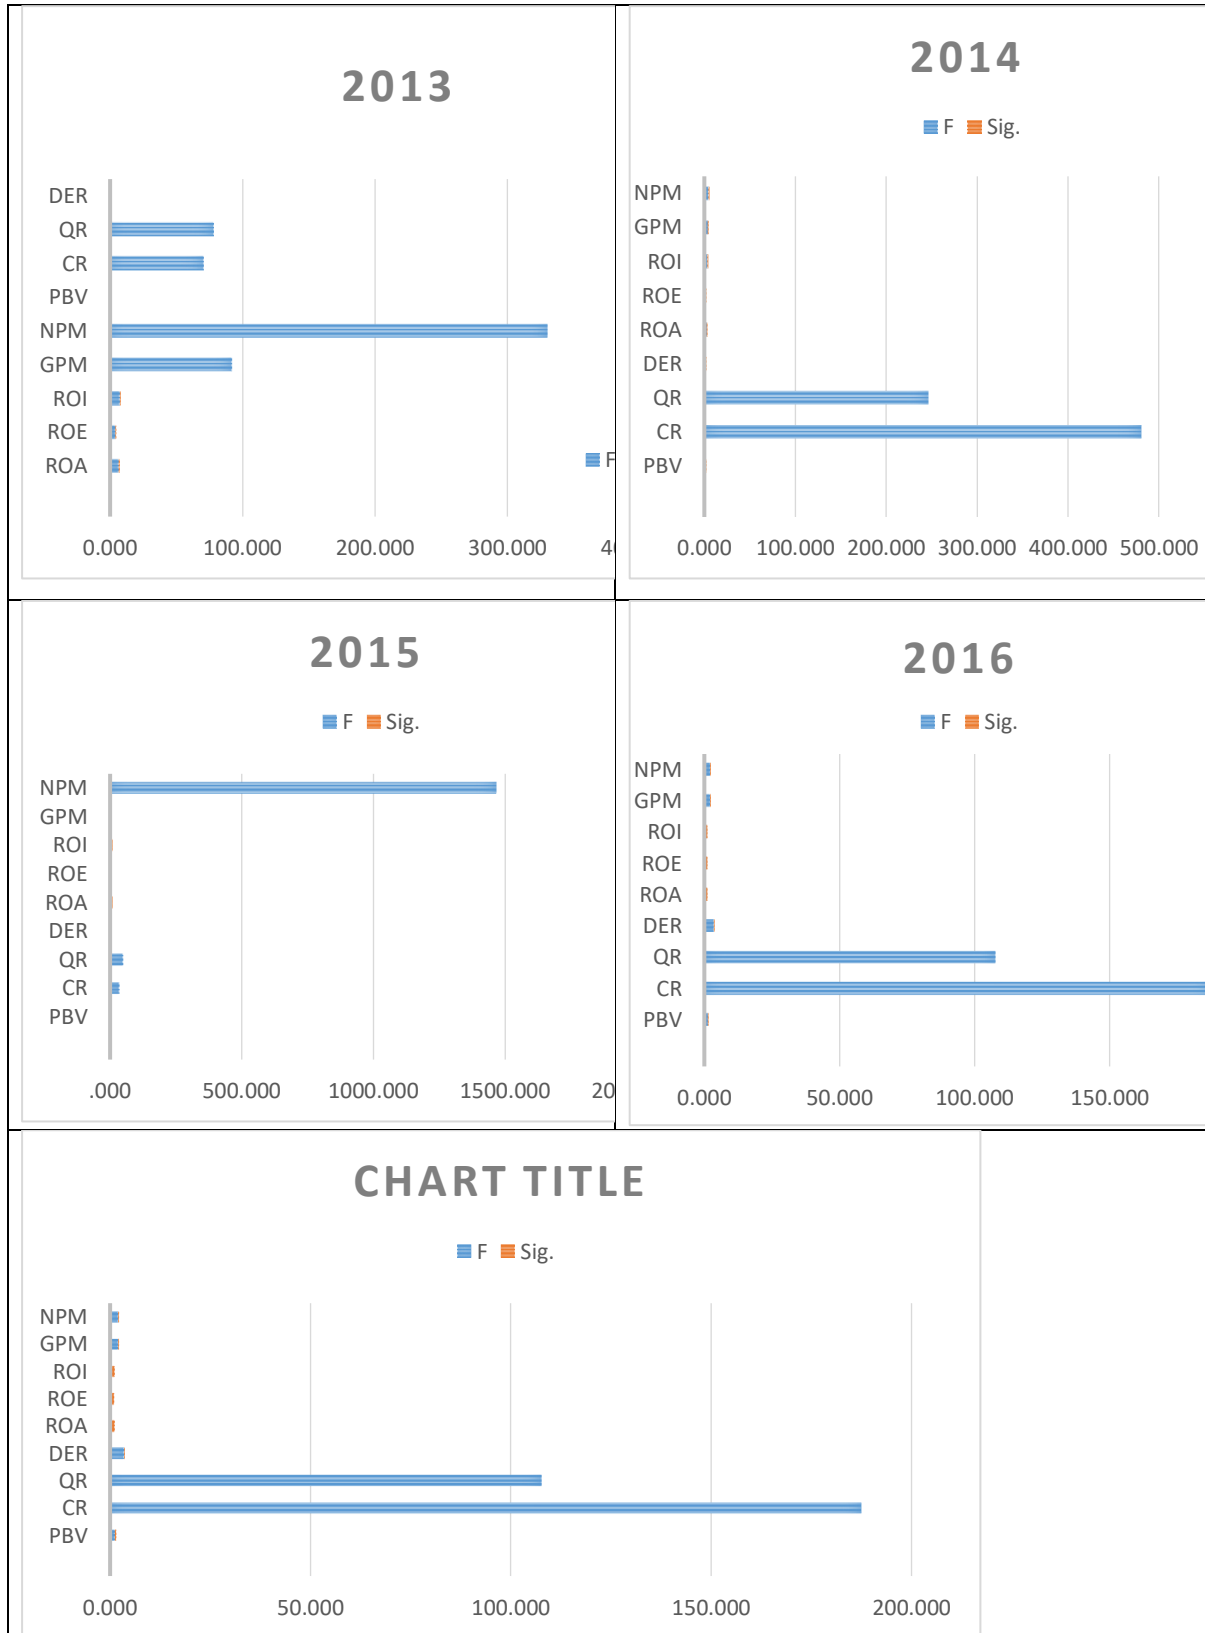 2013
DER
QR
CR
PBV
NPM
GPM
ROI
ROE
ROA
F
0.000 100.000 200.000 300.000
2014
F Sig.
NPM
GPM
ROI
ROE
ROA
DER
QR
CR
PBV
0.000 100.000 200.000 300.000 400.000 500.000
2015
F Sig.
NPM
GPM
ROI
ROE
ROA
DER
QR
CR
PBV
.000 500.000 1000.000 1500.000
2016
F Sig.
NPM
GPM
ROI
ROE
ROA
DER
QR
CR
PBV
0.000 50.000 100.000 150.000
CHART TITLE
F Sig.
NPM
GPM
ROI
ROE
ROA
DER
QR
CR
PBV
0.000 50.000 100.000 150.000 200.000